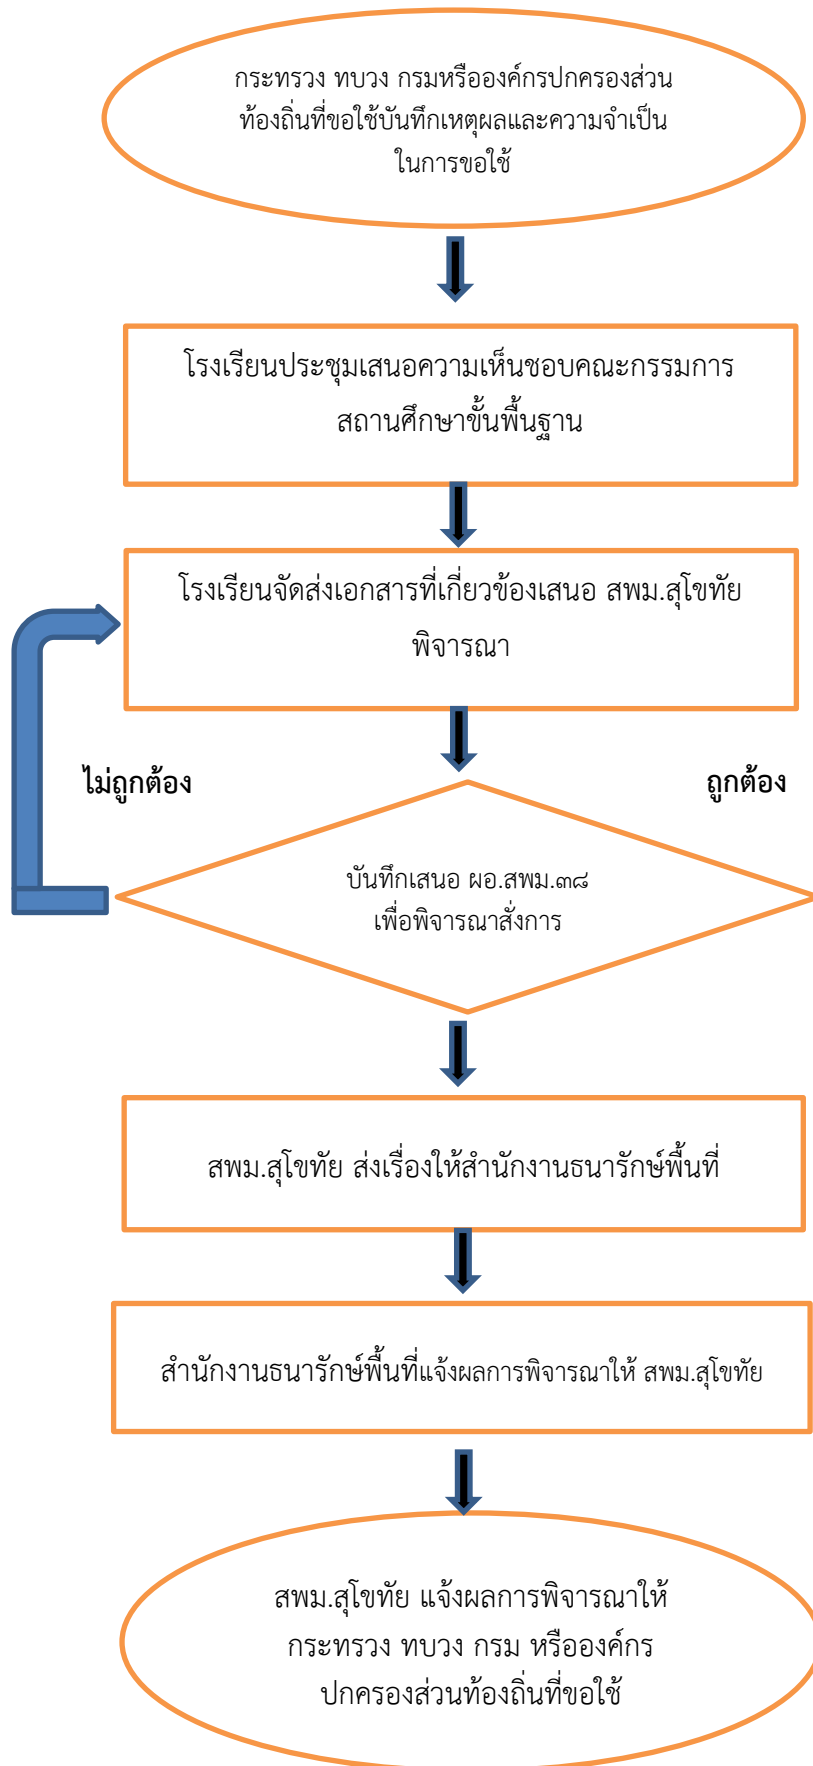 กระทรวง ทบวง กรมหรือองค์กรปกครองส่วน
ท้องถิ่นที่ขอใช้บันทึกเหตุผลและความจำเป็น
ในการขอใช้
โรงเรียนประชุมเสนอความเห็นชอบคณะกรรมการ
สถานศึกษาขั้นพื้นฐาน
โรงเรียนจัดส่งเอกสารที่เกี่ยวข้องเสนอ สพม.สุโขทัย
พิจารณา
ไม่ถูกต้อง
ถูกต้อง
บันทึกเสนอ ผอ.สพม.๓๘
เพื่อพิจารณาสั่งการ
สพม.สุโขทัย ส่งเรื่องให้สำนักงานธนารักษ์พื้นที่
สำนักงานธนารักษ์พื้นที่แจ้งผลการพิจารณาให้ สพม.สุโขทัย
สพม.สุโขทัย แจ้งผลการพิจารณาให้
กระทรวง ทบวง กรม หรือองค์กร
ปกครองส่วนท้องถิ่นที่ขอใช้